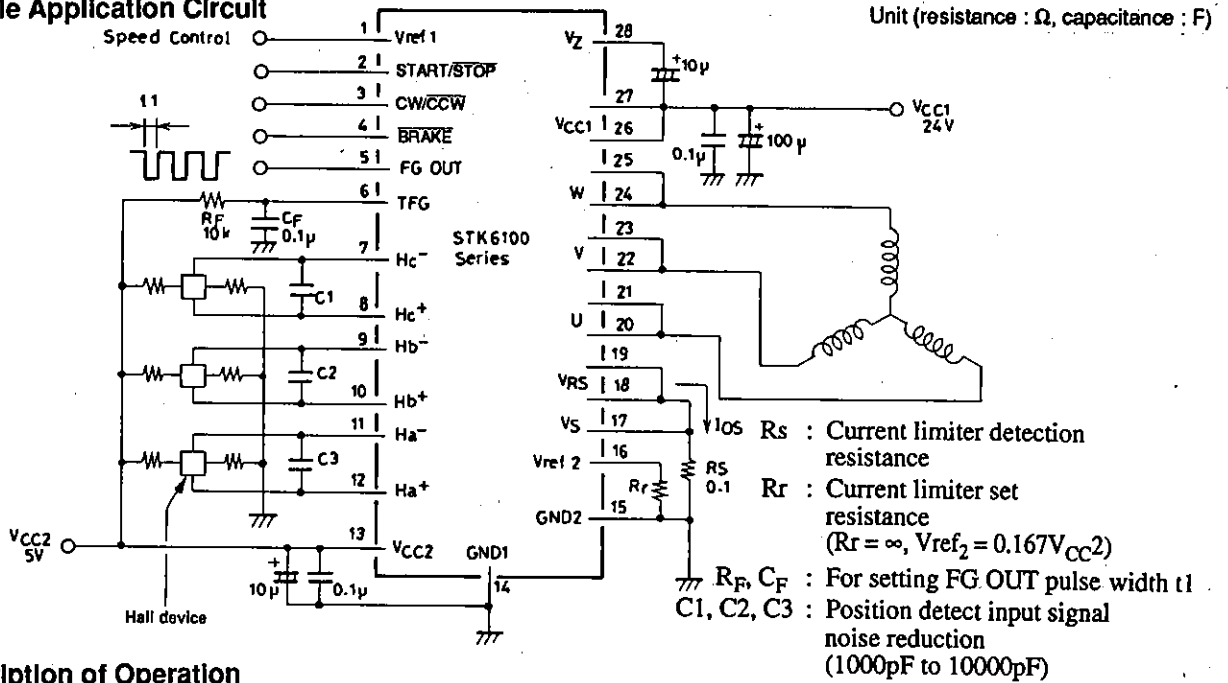 le Application Circuit
Unit (resistance : Ω, capacitance : F)
Speed Control
1
Vref 1
2
START/STOP
3
CW/CCW
4
BRAKE
5
FG OUT
t1
6
TFG
RF
10k
CF
0.1μ
7
Hc-
C1
8
Hc+
9
Hb-
C2
10
Hb+
11
Ha-
C3
12
Ha+
VCC2
5V
13
VCC2
GND1
14
10μ
0.1μ
Hall device
STK6100
Series
28
VZ
+10μ
27
VCC1
26
VCC1
24V
0.1μ
+
100μ
25
W
24
23
V
22
21
U
20
19
VRS
18
IOS
VS
17
Vref 2
16
Rr
RS
0.1
GND2
15
Rs : Current limiter detection
resistance
Rr : Current limiter set
resistance
(Rr = ∞, Vref2 = 0.167VCC2)
RF, CF : For setting FG OUT pulse width t1
C1, C2, C3 : Position detect input signal
noise reduction
(1000pF to 10000pF)
iption of Operation